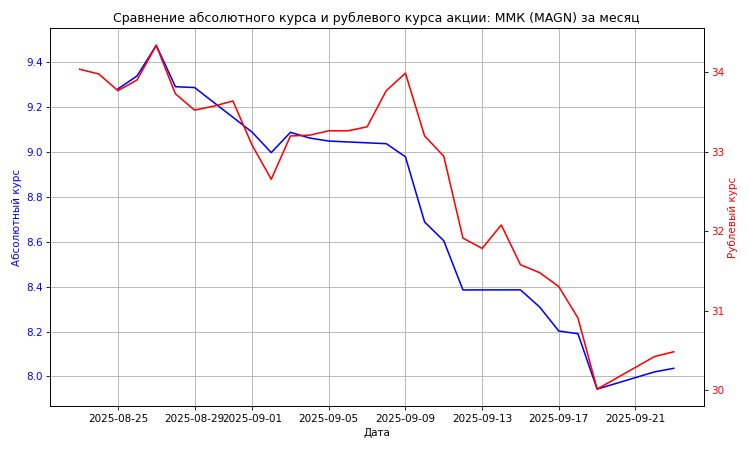 Сравнение абсолютного курса и рублевого курса акции: ММК (MAGN) за месяц
9.4
9.2
9.0
8.8
8.6
8.4
8.2
8.0
Абсолютный курс
34
33
32
31
30
Рублевый курс
2025-08-25 2025-08-29 2025-09-01 2025-09-05 2025-09-09 2025-09-13 2025-09-17 2025-09-21
Дата